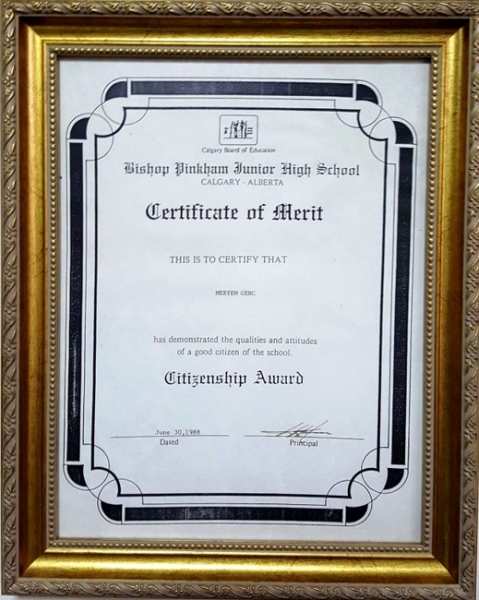 Calgary Board of Education
Bishop Pinkham Junior High School
CALGARY - ALBERTA
Certificate of Merit
THIS IS TO CERTIFY THAT
MERYEM GENC
has demonstrated the qualities and attitudes
of a good citizen of the school.
Citizenship Award
June 30,1988
Dated Principal